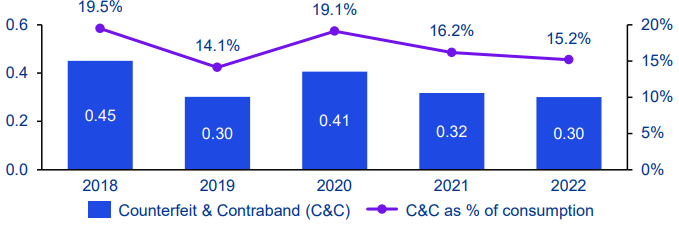 19.5% 14.1% 19.1% 16.2% 15.2%
0.6 20%
0.4 15%
10%
0.2 5%
0.0 0%
0.45 0.30 0.41 0.32 0.30
2018 2019 2020 2021 2022
Counterfeit & Contraband (C&C) C&C as % of consumption